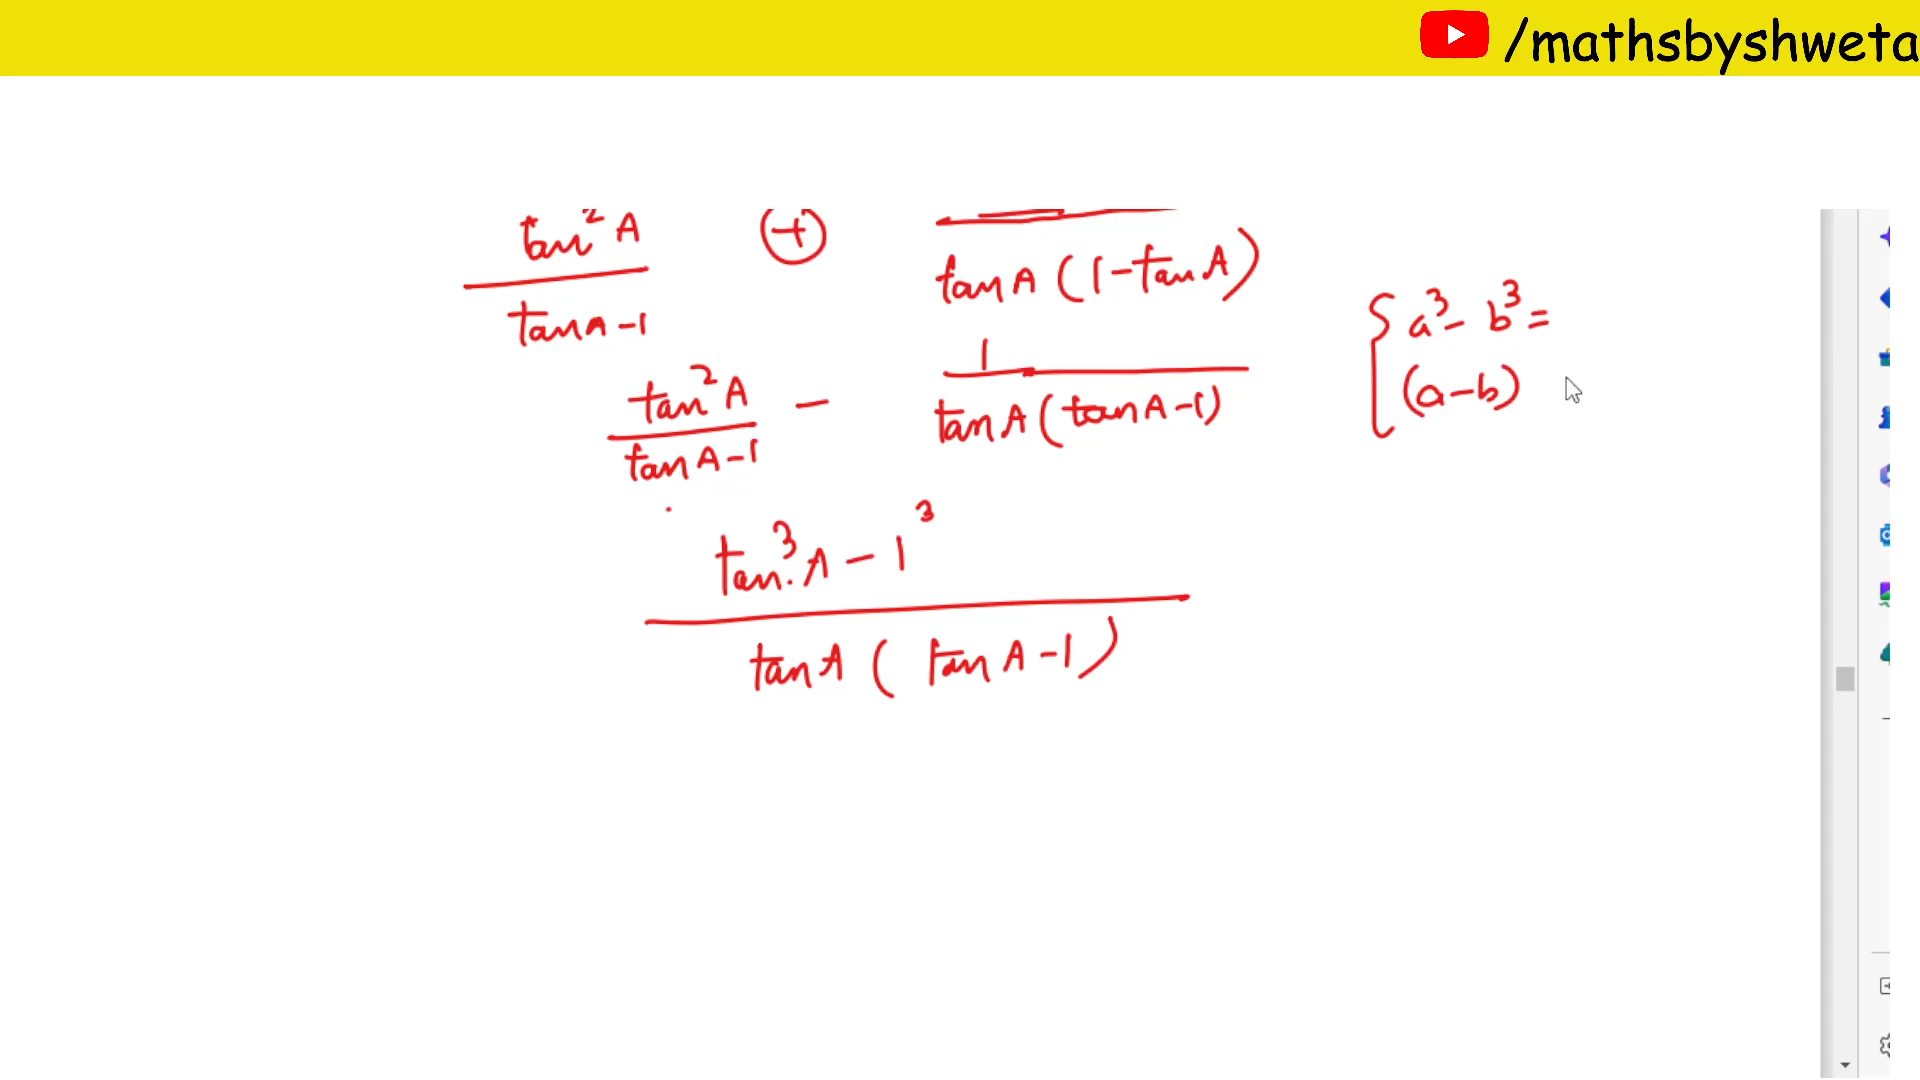 /mathsbyshweta
tan²A / tanA-1 + / tanA(1-tanA)
tan²A / tanA-1 - 1 / tanA(tanA-1)
tan³A - 1³ / tanA(tanA-1)
{ a³ - b³ =
(a-b)